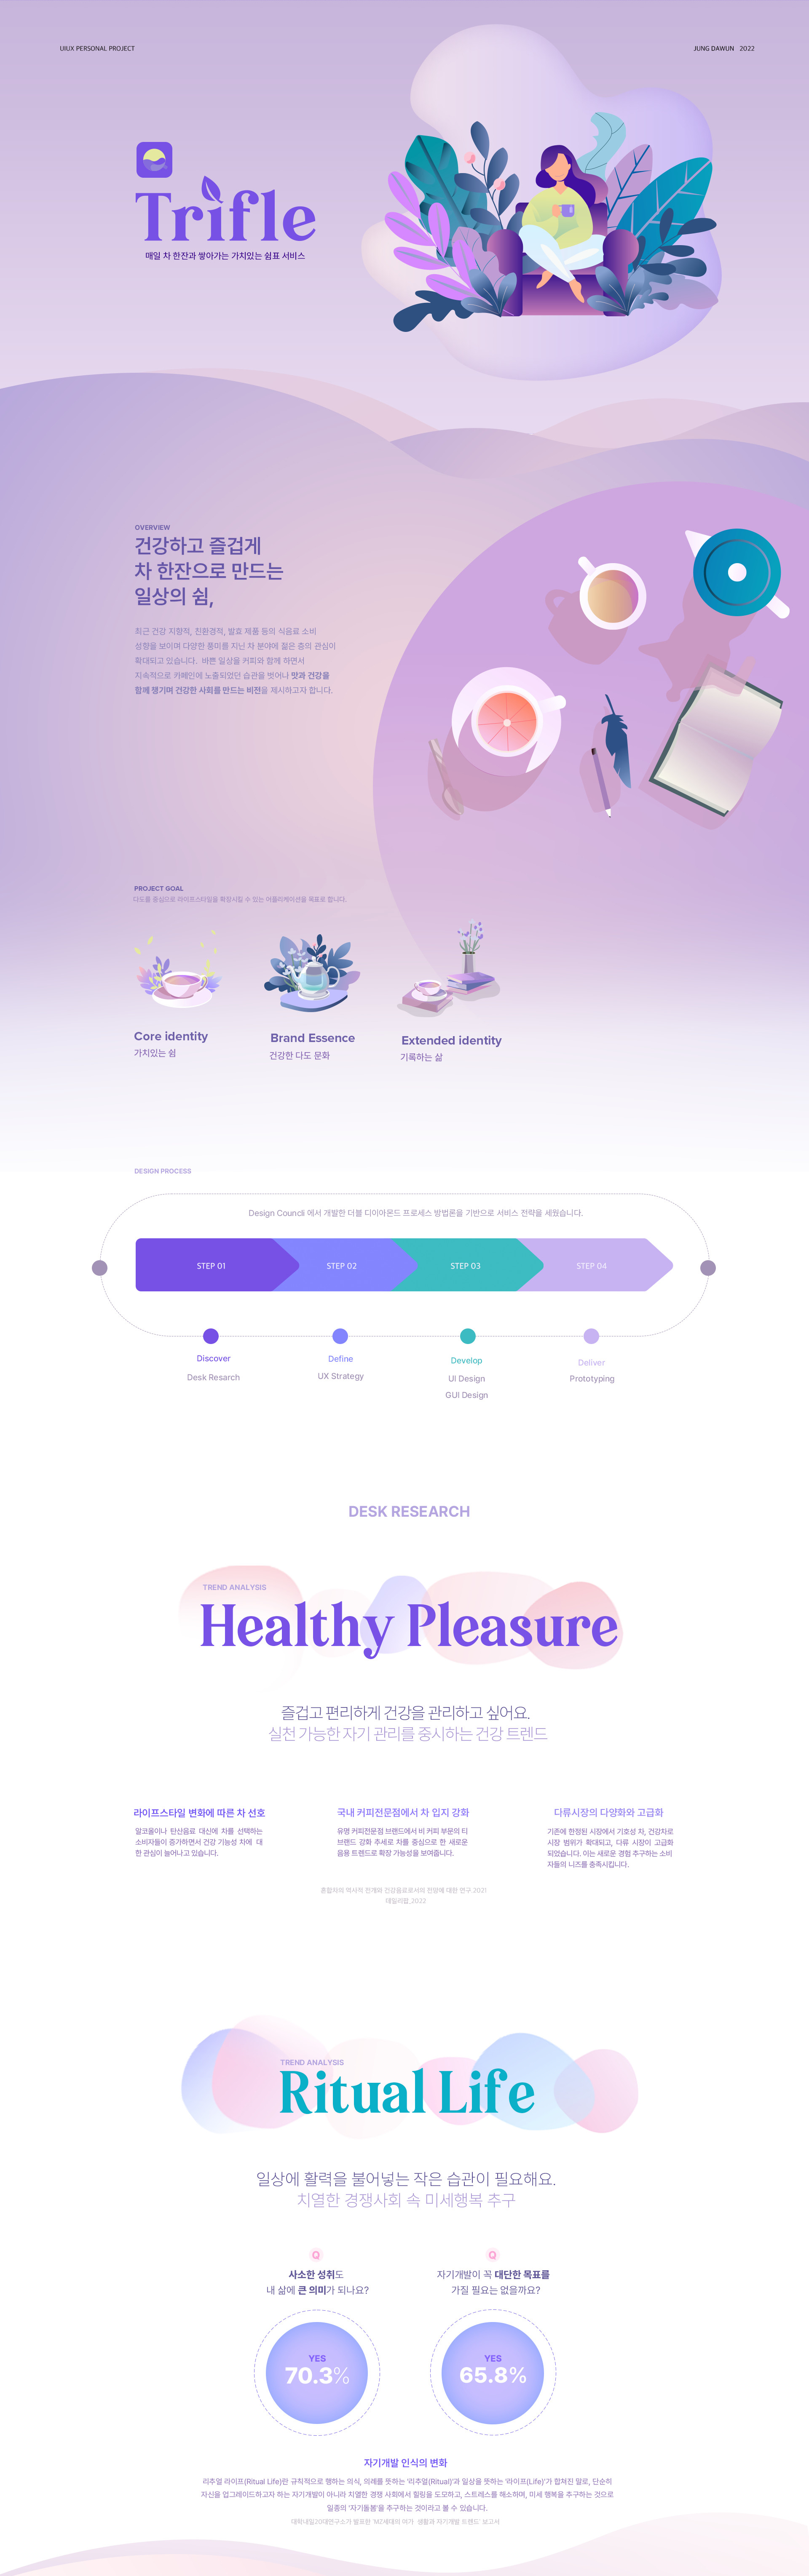 UIUX PERSONAL PROJECT
JUNG DAWUN 2022
Trifle
매일 차 한잔과 쌓아가는 가치있는 쉼표 서비스
OVERVIEW
건강하고 즐겁게
차 한잔으로 만드는
일상의 쉼,
최근 건강 지향적, 친환경적, 발효 제품 등의 식음료 소비
성향을 보이며 다양한 풍미를 지닌 차 분야에 젊은 층의 관심이
확대되고 있습니다. 바쁜 일상을 커피와 함께 하면서
지속적으로 카페인에 노출되었던 습관을 벗어나 맛과 건강을
함께 챙기며 건강한 사회를 만드는 비전을 제시하고자 합니다.
PROJECT GOAL
다도를 중심으로 라이프스타일을 확장시킬 수 있는 어플리케이션을 목표로 합니다.
Core identity
가치있는 쉼
Brand Essence
건강한 다도 문화
Extended identity
기록하는 삶
DESIGN PROCESS
Design Councli 에서 개발한 더블 디이아몬드 프로세스 방법론을 기반으로 서비스 전략을 세웠습니다.
STEP 01
STEP 02
STEP 03
STEP 04
Discover
Desk Resarch
Define
UX Strategy
Develop
UI Design
GUI Design
Deliver
Prototyping
DESK RESEARCH
TREND ANALYSIS
Healthy Pleasure
즐겁고 편리하게 건강을 관리하고 싶어요.
실천 가능한 자기 관리를 중시하는 건강 트렌드
라이프스타일 변화에 따른 차 선호
알코올이나 탄산음료 대신에 차를 선택하는
소비자들이 증가하면서 건강 기능성 차에 대
한 관심이 늘어나고 있습니다.
국내 커피전문점에서 차 입지 강화
유명 커피전문점 브랜드에서 비 커피 부문의 티
브랜드 강화 추세로 차를 중심으로 한 새로운
음용 트렌드로 확장 가능성을 보여줍니다.
다류시장의 다양화와 고급화
기존에 한정된 시장에서 기호성 차, 건강차로
시장 범위가 확대되고, 다류 시장이 고급화
되었습니다. 이는 새로운 경험 추구하는 소비
자들의 니즈를 충족시킵니다.
혼합차의 역사적 전개와 건강음료로서의 전망에 대한 연구.2021
데일리팝,2022
TREND ANALYSIS
Ritual Life
일상에 활력을 불어넣는 작은 습관이 필요해요.
치열한 경쟁사회 속 미세행복 추구
Q
사소한 성취도
내 삶에 큰 의미가 되나요?
YES
70.3%
Q
자기개발이 꼭 대단한 목표를
가질 필요는 없을까요?
YES
65.8%
자기개발 인식의 변화
리추얼 라이프(Ritual Life)란 규칙적으로 행하는 의식, 의례를 뜻하는 '리추얼(Ritual)'과 일상을 뜻하는 '라이프(Life)'가 합쳐진 말로, 단순히
자신을 업그레이드하고자 하는 자기개발이 아니라 치열한 경쟁 사회에서 힐링을 도모하고, 스트레스를 해소하며, 미세 행복을 추구하는 것으로
일종의 '자기돌봄'을 추구하는 것이라고 볼 수 있습니다.
대학내일20대연구소가 발표한 'MZ세대의 여가 생활과 자기개발 트렌드' 보고서